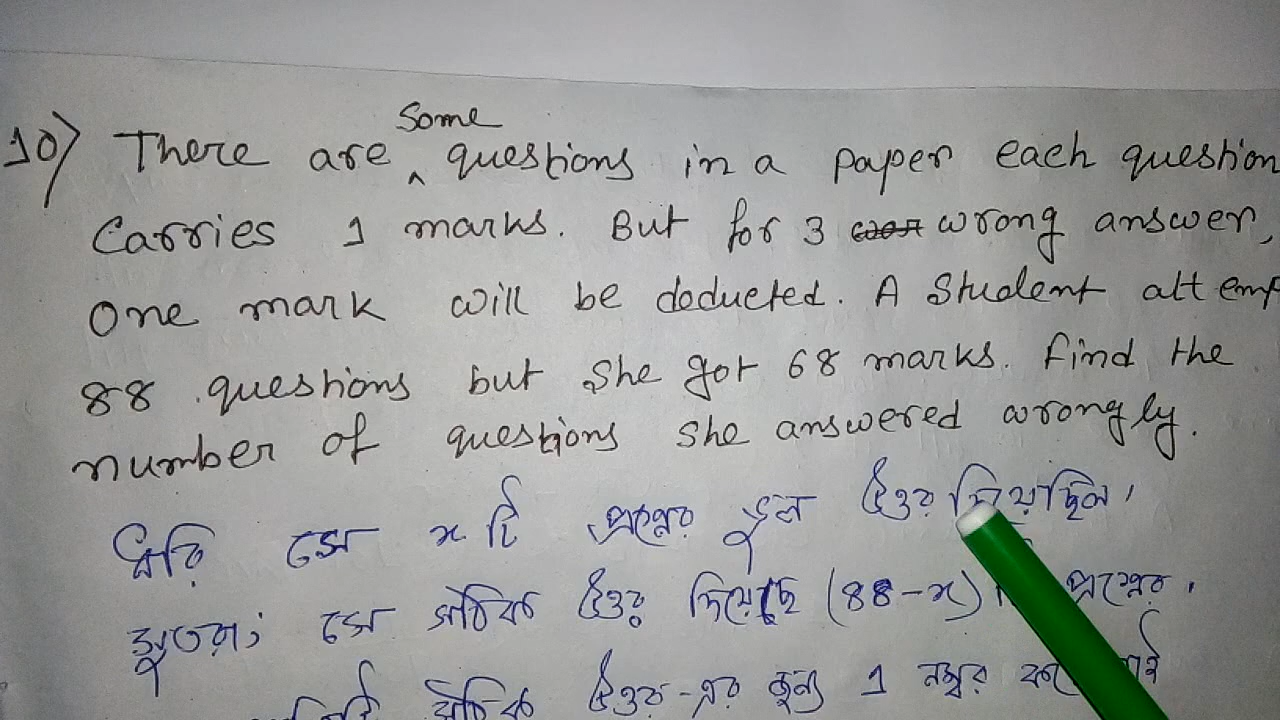 10) There are some questions in a paper each question
carries 1 marks. But for 3 wrong answer,
one mark will be deducted. A student attemp
88 questions but she got 68 marks. Find the
number of questions she answered wrongly.
ধরি সে x টি প্রশ্নের ভুল উত্তর দিয়েছিল।
সুতরাং সে সঠিক উত্তর দিয়েছে (88-x) প্রশ্নের।
সঠিক উত্তর-এর জন্য 1 নম্বর